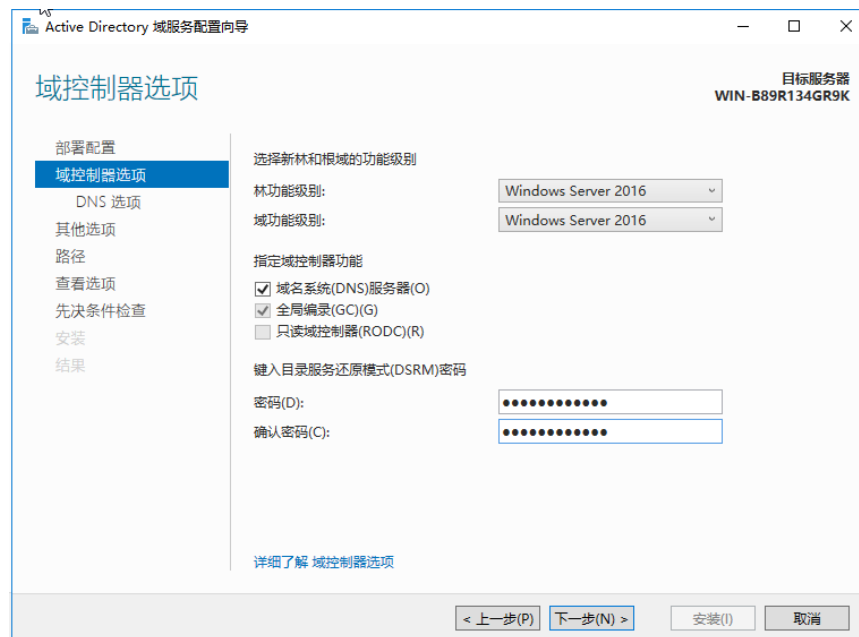 Active Directory 域服务配置向导
域控制器选项
目标服务器
WIN-B89R134GR9K
部署配置
域控制器选项
DNS 选项
其他选项
路径
查看选项
先决条件检查
安装
结果
选择新林和根域的功能级别
林功能级别: Windows Server 2016
域功能级别: Windows Server 2016
指定域控制器功能
域名系统(DNS)服务器(O)
全局编录(GC)(G)
只读域控制器(RODC)(R)
键入目录服务还原模式(DSRM)密码
密码(D): ●●●●●●●●●●●●
确认密码(C): ●●●●●●●●●●●●
详细了解 域控制器选项
< 上一步(P) 下一步(N) > 安装(I) 取消